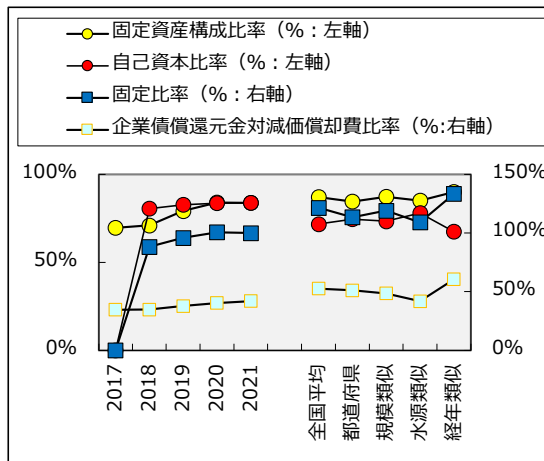 固定資産構成比率（%：左軸）
自己資本比率（%：左軸）
固定比率（%：右軸）
企業債償還元金対減価償却費比率（%:右軸）
100%
150%
100%
50%
50%
0%
0%
2017
2018
2019
2020
2021
全国平均
都道府県
規模類似
水源類似
経年類似